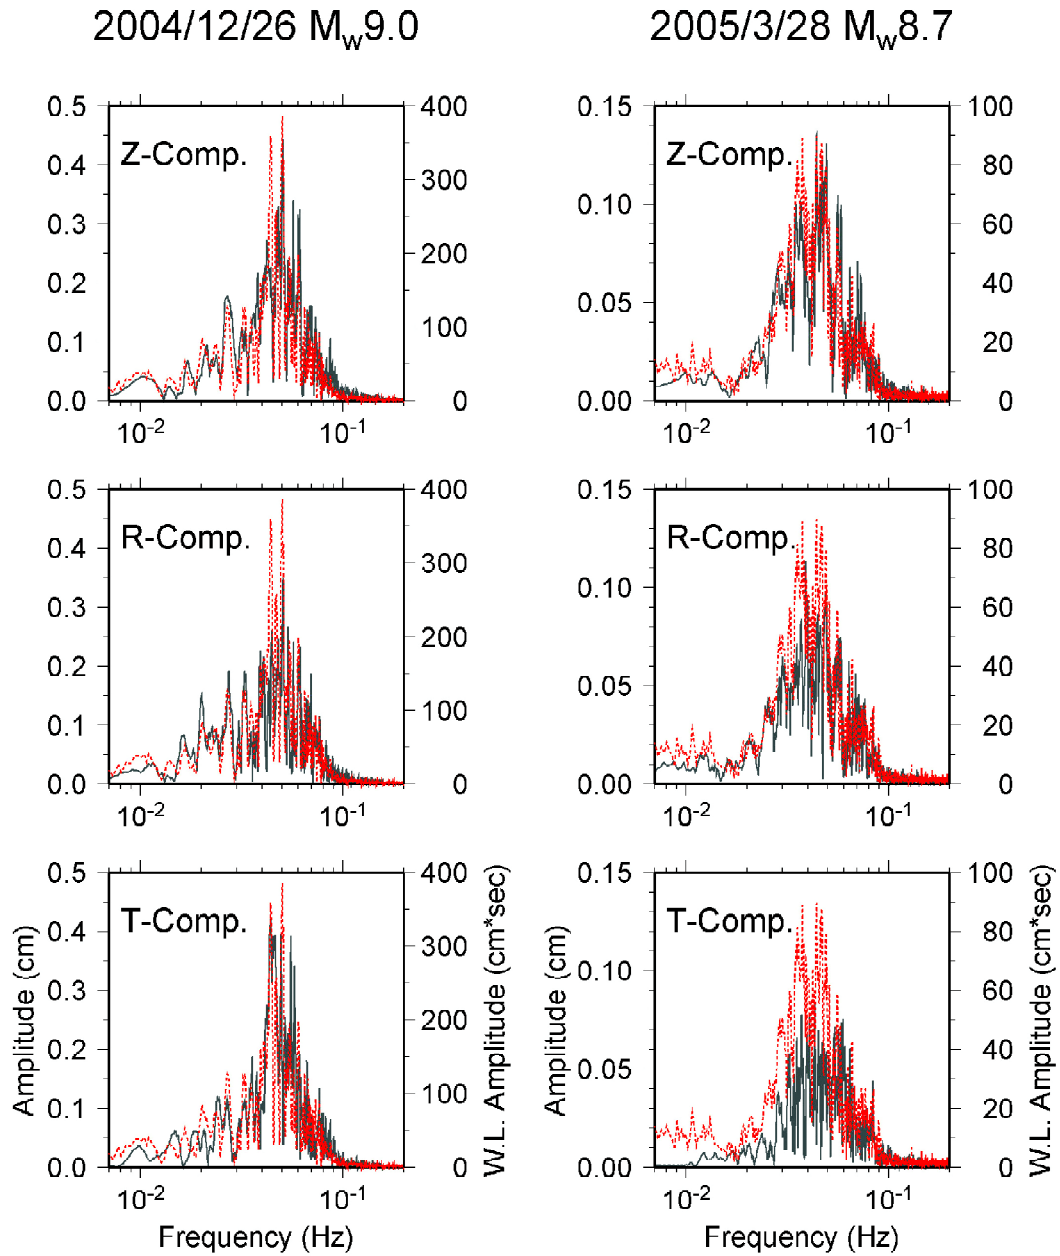 2004/12/26 Mw9.0 2005/3/28 Mw8.7
0.5 400 0.15 100
Z-Comp. Z-Comp.
0.4 300 80
0.3 0.10 60
200
0.2 0.05 40
0.1 100 20
0.0 0 0.00 0
10-2 10-1 10-2 10-1
0.5 400 0.15 100
R-Comp. R-Comp.
0.4 300 80
0.3 0.10 60
200
0.2 0.05 40
0.1 100 20
0.0 0 0.00 0
10-2 10-1 10-2 10-1
0.5 400 0.15 100
T-Comp. T-Comp.
0.4 300 80
0.3 0.10 60
200
0.2 0.05 40
0.1 100 20
0.0 0 0.00 0
10-2 10-1 10-2 10-1
Amplitude (cm)
W.L. Amplitude (cm*sec)
Amplitude (cm)
W.L. Amplitude (cm*sec)
Frequency (Hz) Frequency (Hz)